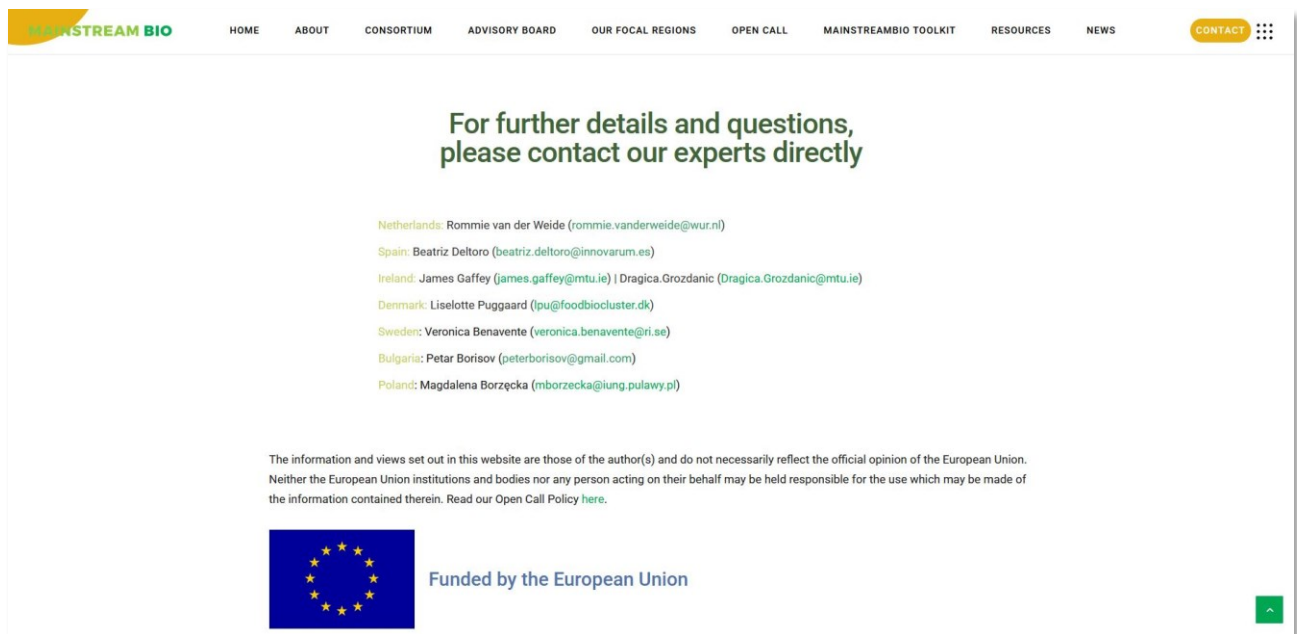 MAINSTREAM BIO
HOME ABOUT CONSORTIUM ADVISORY BOARD OUR FOCAL REGIONS OPEN CALL MAINSTREAMBIO TOOLKIT RESOURCES NEWS CONTACT
For further details and questions,
please contact our experts directly
Netherlands: Rommie van der Weide (rommie.vanderweide@wur.nl)
Spain: Beatriz Deltoro (beatriz.deltoro@innovarum.es)
Ireland: James Gaffey (james.gaffey@mtu.ie) | Dragica.Grozdanic (Dragica.Grozdanic@mtu.ie)
Denmark: Liselotte Puggaard (lpu@foodbiocluster.dk)
Sweden: Veronica Benavente (veronica.benavente@ri.se)
Bulgaria: Petar Borisov (peterborisov@gmail.com)
Poland: Magdalena Borzęcka (mborzecka@iung.pulawy.pl)
The information and views set out in this website are those of the author(s) and do not necessarily reflect the official opinion of the European Union.
Neither the European Union institutions and bodies nor any person acting on their behalf may be held responsible for the use which may be made of
the information contained therein. Read our Open Call Policy here.
Funded by the European Union